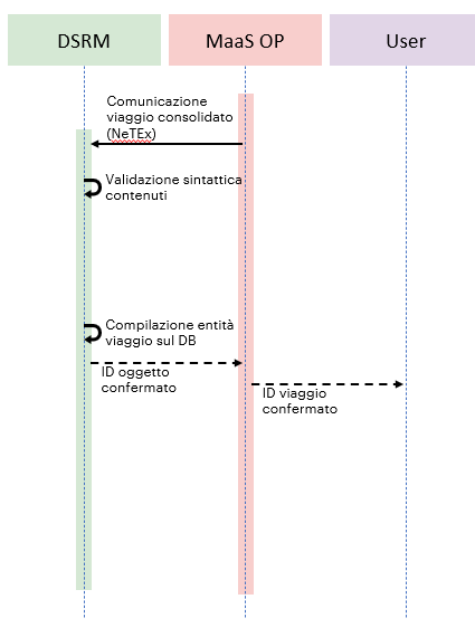 DSRM
MaaS OP
User
Comunicazione
viaggio consolidato
(NeTEx)
Validazione sintattica
contenuti
Compilazione entità
viaggio sul DB
ID oggetto
confermato
ID viaggio
confermato